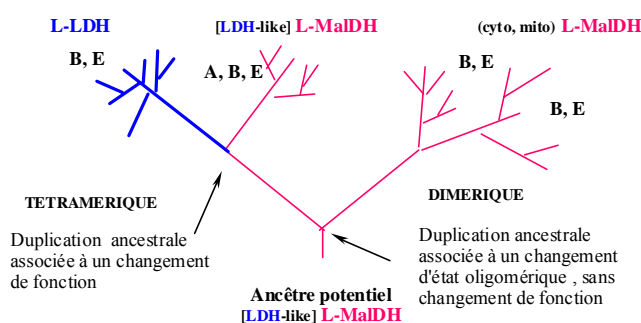 L-LDH
B, E
[LDH-like] L-MalDH
A, B, E
(cyto, mito) L-MalDH
B, E
B, E
TETRAMERIQUE
Duplication ancestrale
associée à un changement
de fonction
DIMERIQUE
Duplication ancestrale
associée à un changement
d'état oligomérique , sans
changement de fonction
Ancêtre potentiel
[LDH-like] L-MalDH